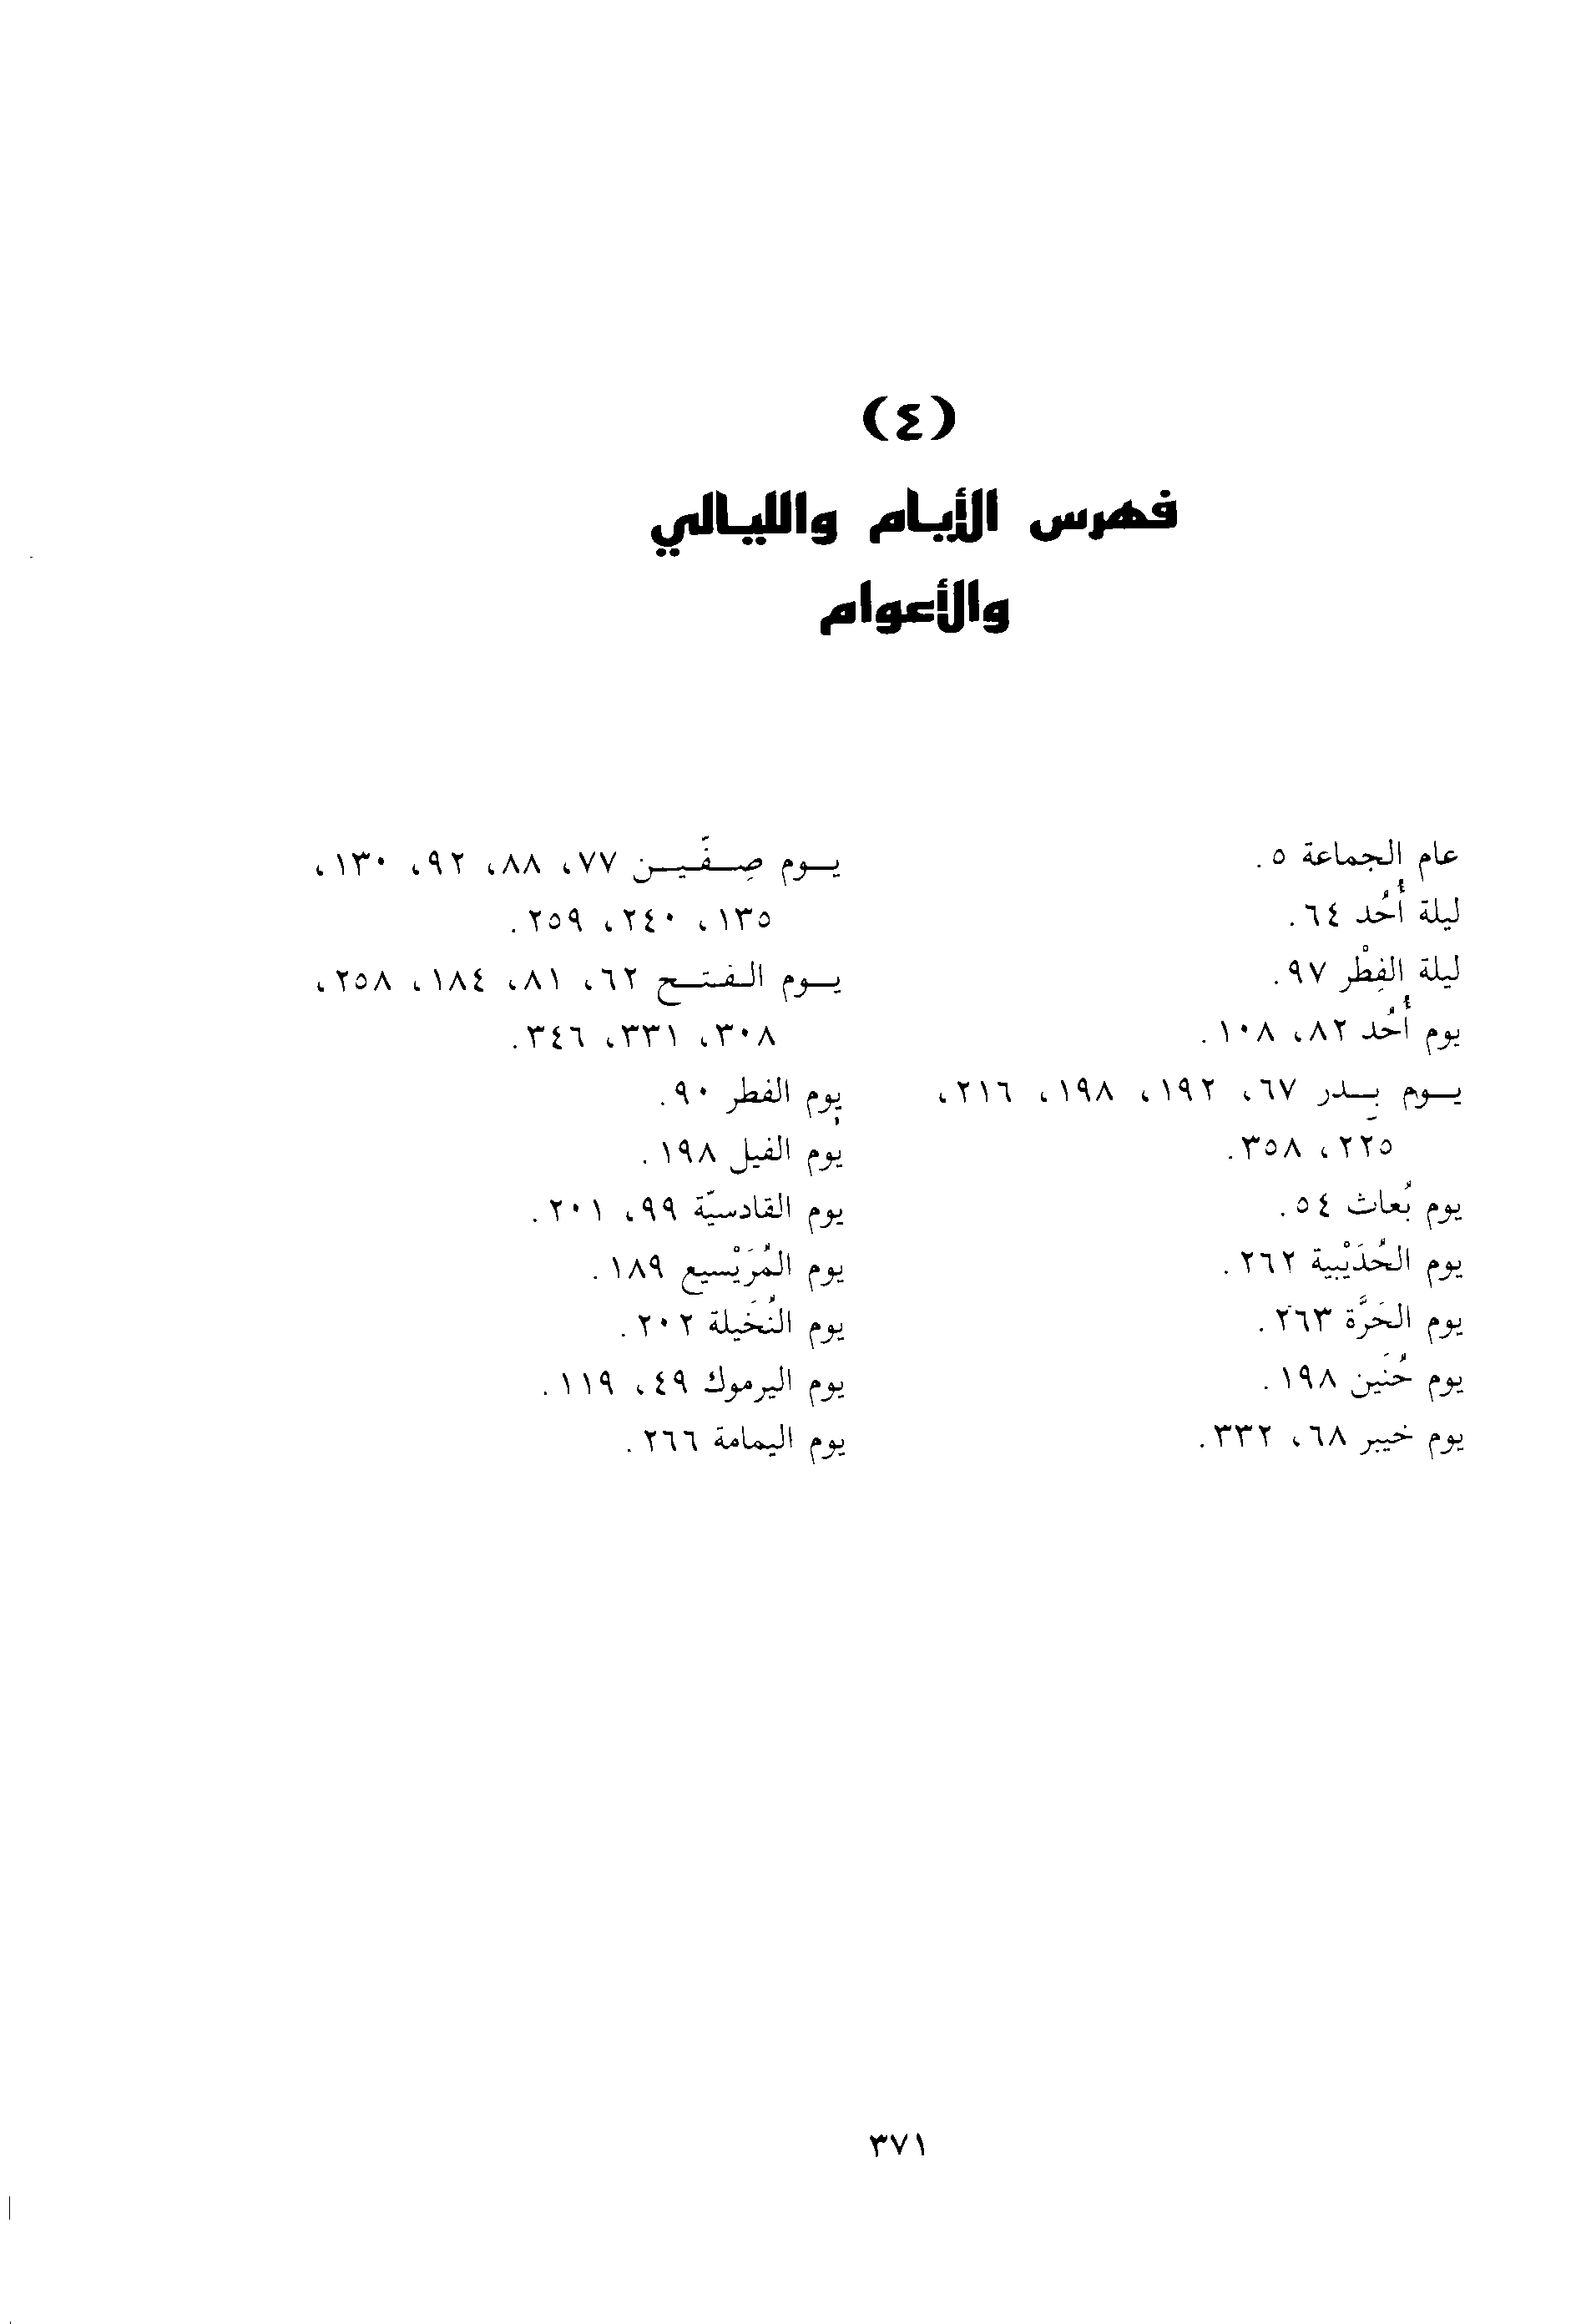 (٤)
فهرس الأيام والليالي
والأعوام
عام الجماعة ٥.
ليلة أُحُد ٦٤.
ليلة الفِطْر ٩٧.
يوم أُحُد ٨٢، ١٠٨.
يوم بدر ٦٧، ١٩٢، ١٩٨، ٢١٦،
٢٢٥، ٣٥٨.
يوم بُعاث ٥٤.
يوم الحُدَيْبية ٢٦٢.
يوم الحَرَّة ٢٦٣.
يوم حُنَين ١٩٨.
يوم خيبر ٦٨، ٣٣٢.
يوم صِفَّين ٧٧، ٨٨، ٩٢، ١٣٠،
١٣٥، ٢٤٠، ٢٥٩.
يوم الفتح ٦٢، ٨١، ١٨٤، ٢٥٨،
٣٠٨، ٣٣١، ٣٤٦.
يوم الفطر ٩٠.
يوم الفيل ١٩٨.
يوم القادسيّة ٩٩، ٢٠١.
يوم المُرَيْسيع ١٨٩.
يوم النُخَيلة ٢٠٢.
يوم اليرموك ٤٩، ١١٩.
يوم اليمامة ٢٦٦.
٣٧١